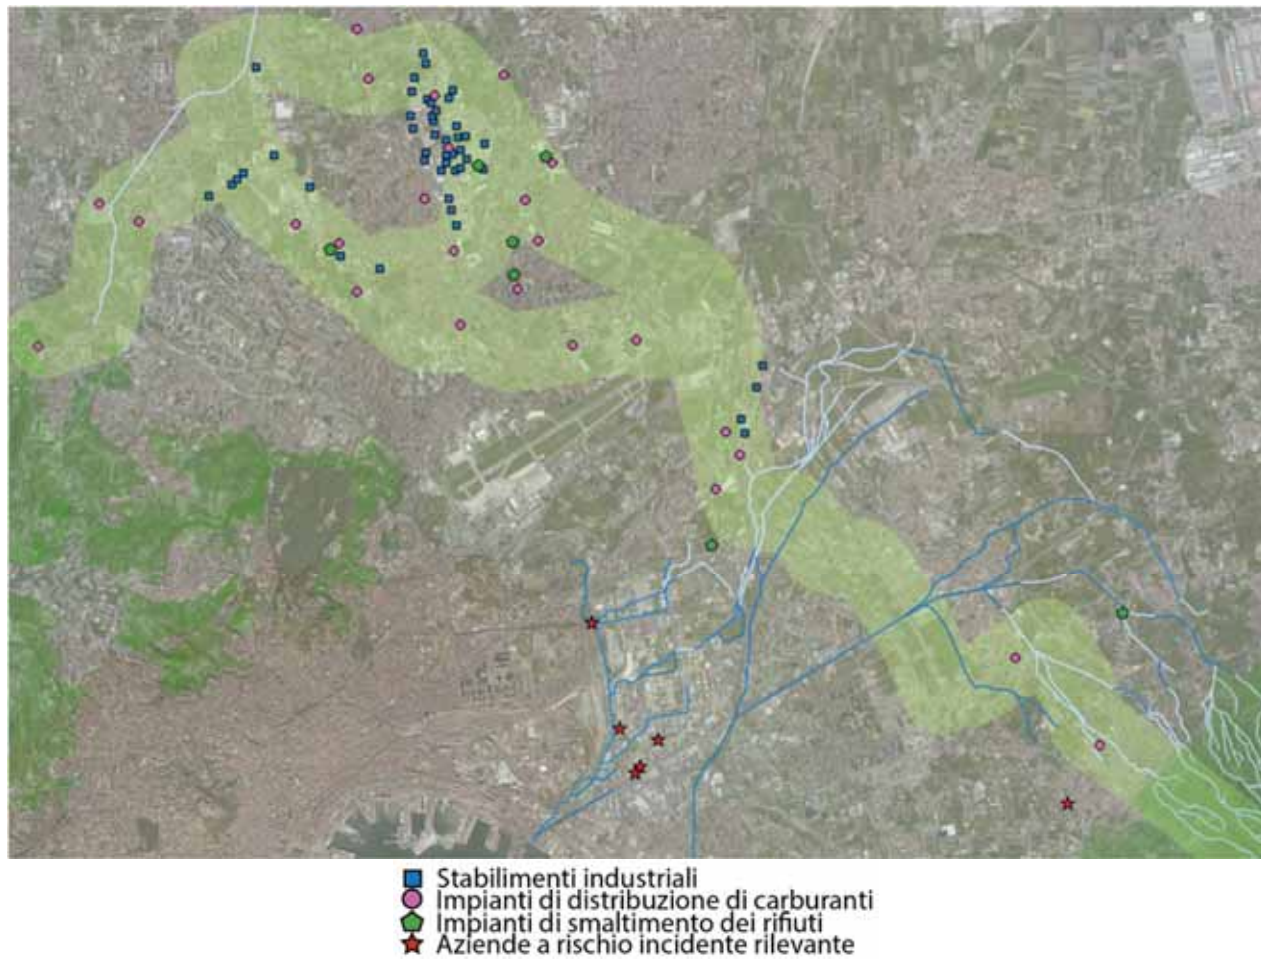 Stabilimenti industriali
Impianti di distribuzione di carburanti
Impianti di smaltimento dei rifiuti
Aziende a rischio incidente rilevante